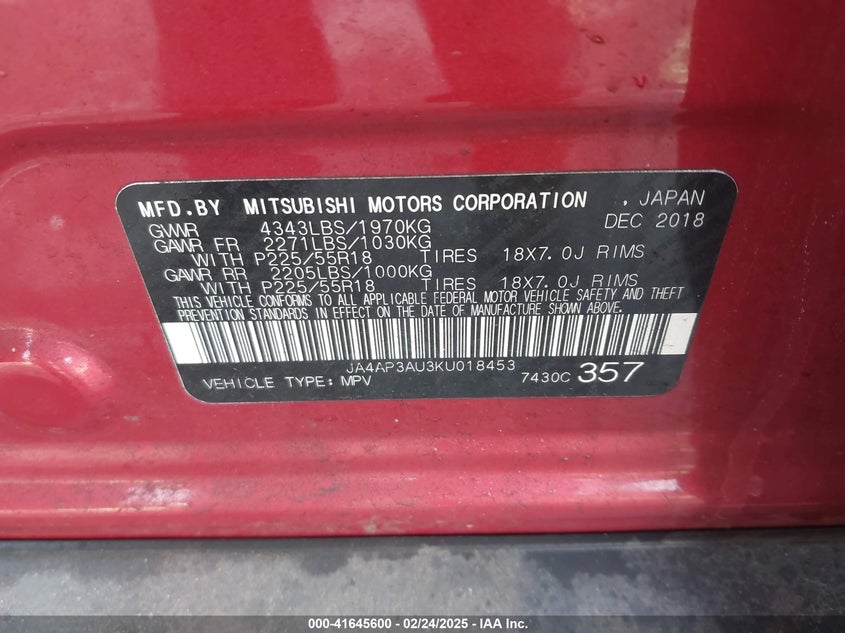 MFD.BY MITSUBISHI MOTORS CORPORATION , JAPAN
GVWR 4343LBS/1970KG DEC 2018
GAWR FR 2271LBS/1030KG
WITH P225/55R18 TIRES 18X7.0J RIMS
GAWR RR 2205LBS/1000KG
WITH P225/55R18 TIRES 18X7.0J RIMS
THIS VEHICLE CONFORMS TO ALL APPLICABLE FEDERAL MOTOR VEHICLE SAFETY AND THEFT
PREVENTION STANDARDS IN EFFECT ON THE DATE OF MANUFACTURE SHOWN ABOVE.
JA4AP3AU3KU018453
VEHICLE TYPE: MPV 7430C 357
000-41645600 - 02/24/2025 - IAA Inc.